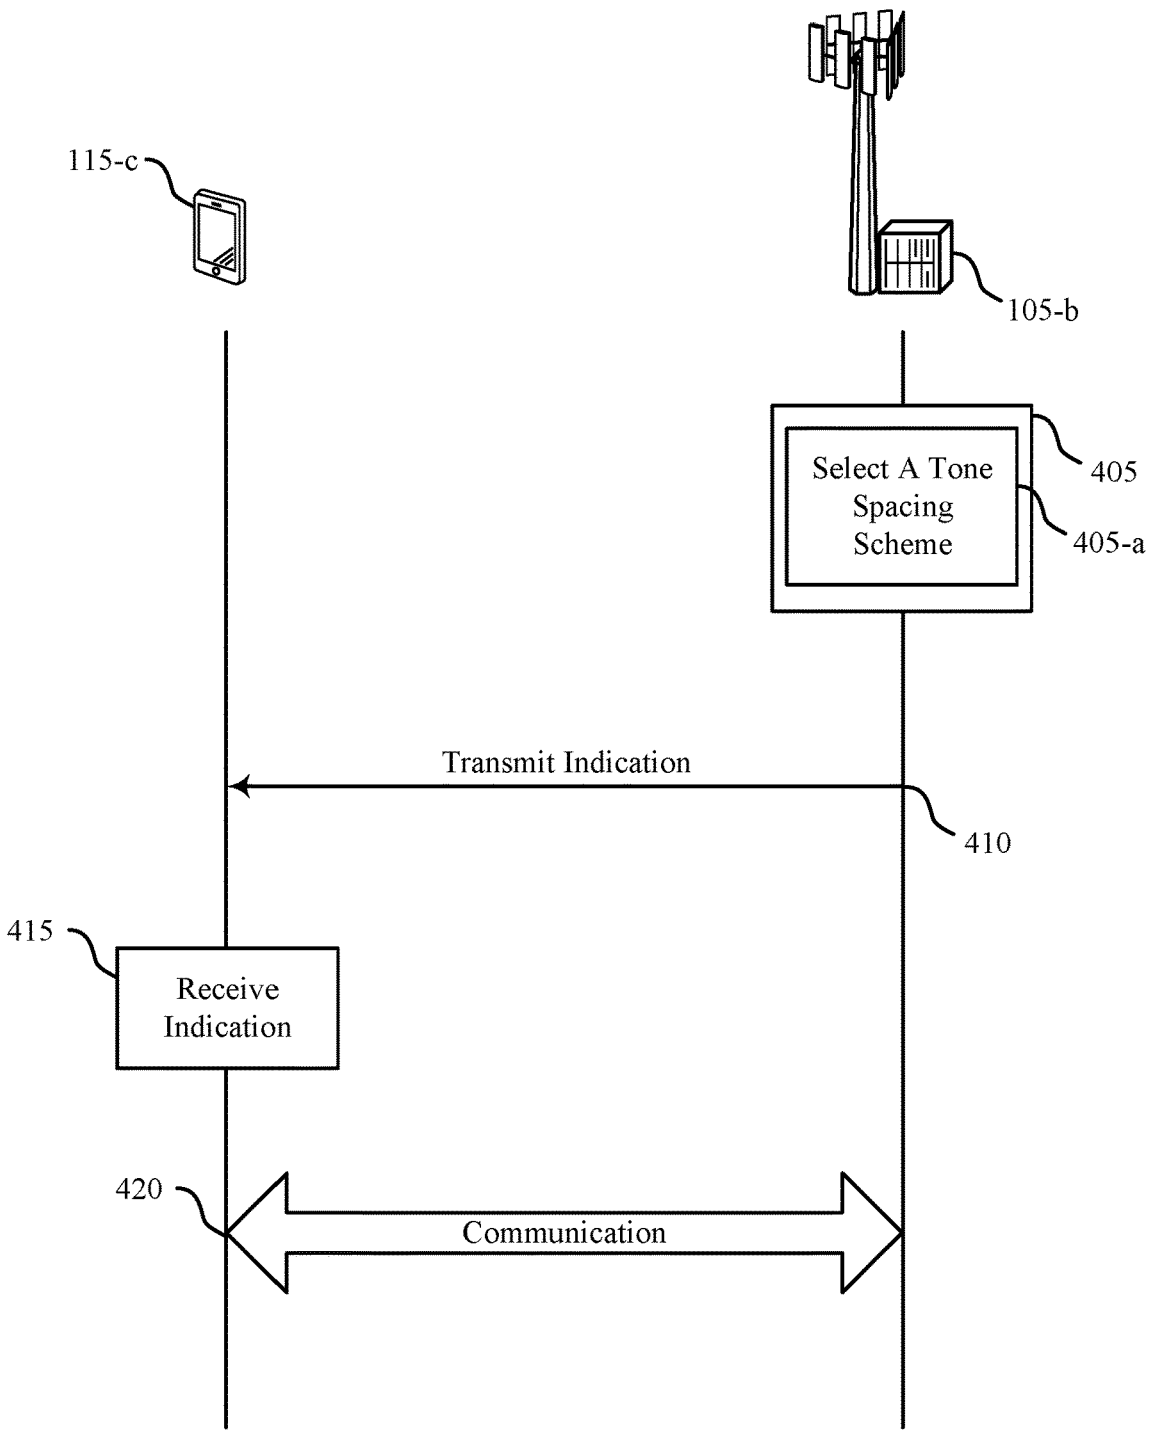 115-c
105-b
405
Select A Tone
Spacing
Scheme
405-a
Transmit Indication
410
415
Receive
Indication
420
Communication